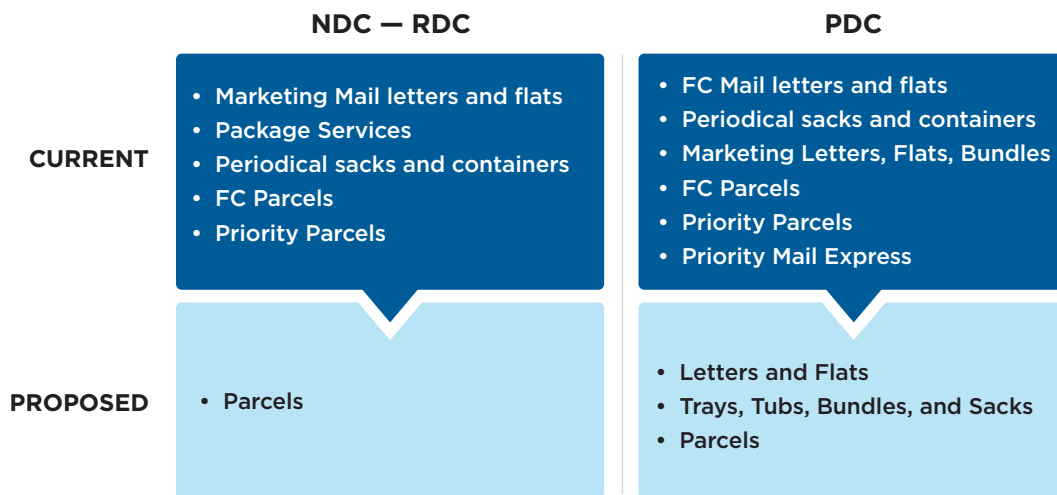 NDC — RDC
PDC
CURRENT
• Marketing Mail letters and flats
• Package Services
• Periodical sacks and containers
• FC Parcels
• Priority Parcels
• FC Mail letters and flats
• Periodical sacks and containers
• Marketing Letters, Flats, Bundles
• FC Parcels
• Priority Parcels
• Priority Mail Express
PROPOSED
• Parcels
• Letters and Flats
• Trays, Tubs, Bundles, and Sacks
• Parcels